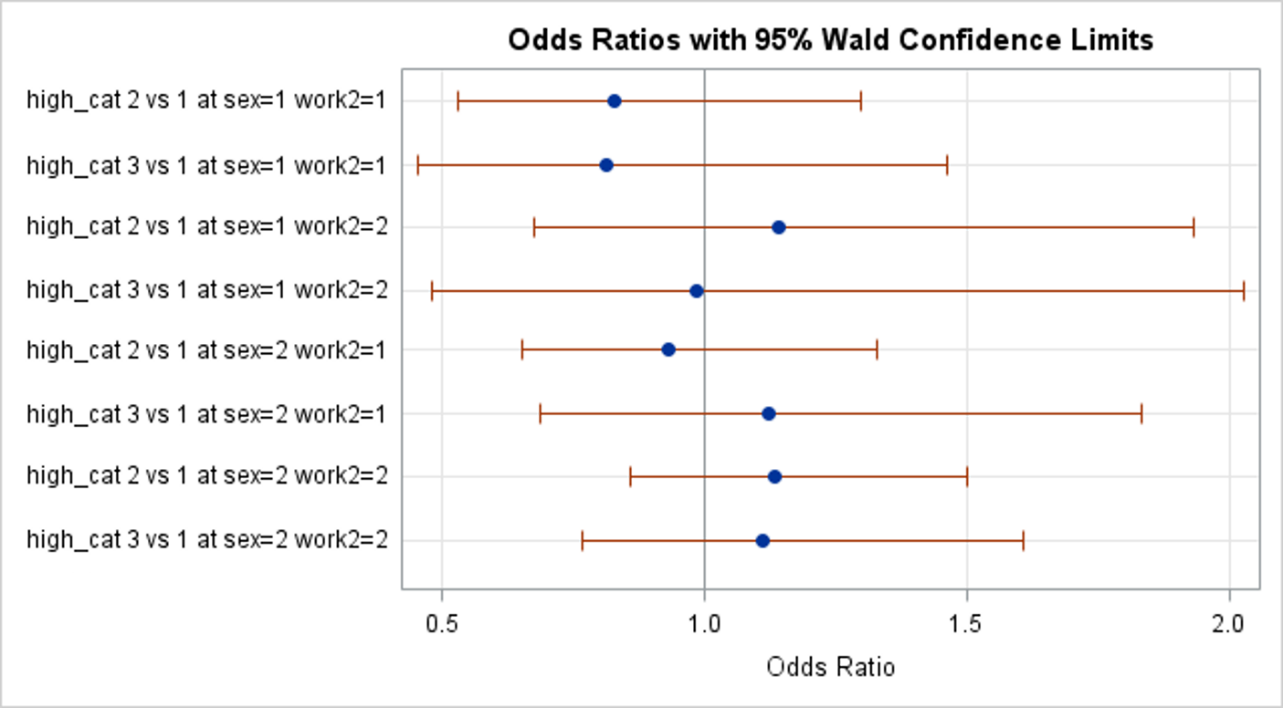 Odds Ratios with 95% Wald Confidence Limits
high_cat 2 vs 1 at sex=1 work2=1
high_cat 3 vs 1 at sex=1 work2=1
high_cat 2 vs 1 at sex=1 work2=2
high_cat 3 vs 1 at sex=1 work2=2
high_cat 2 vs 1 at sex=2 work2=1
high_cat 3 vs 1 at sex=2 work2=1
high_cat 2 vs 1 at sex=2 work2=2
high_cat 3 vs 1 at sex=2 work2=2
0.5 1.0 1.5 2.0
Odds Ratio